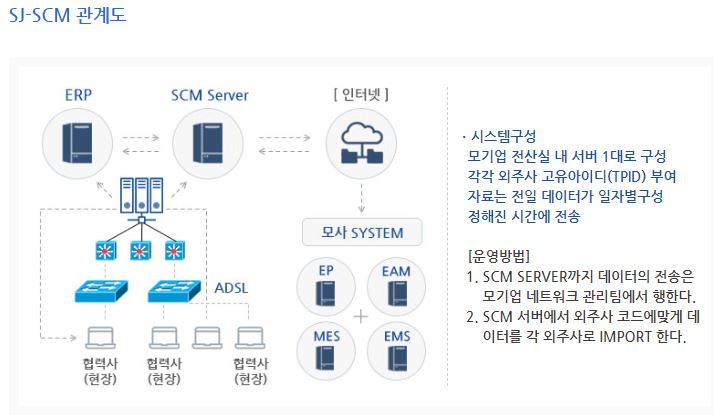 SJ-SCM 관계도
ERP
SCM Server
[ 인터넷 ]
모사 SYSTEM
EP
EAM
MES
EMS
ADSL
협력사
(현장)
협력사
(현장)
협력사
(현장)
· 시스템구성
모기업 전산실 내 서버 1대로 구성
각각 외주사 고유아이디(TPID) 부여
자료는 전일 데이터가 일자별구성
정해진 시간에 전송
[운영방법]
1. SCM SERVER까지 데이터의 전송은
모기업 네트워크 관리팀에서 행한다.
2. SCM 서버에서 외주사 코드에맞게 데
이터를 각 외주사로 IMPORT 한다.